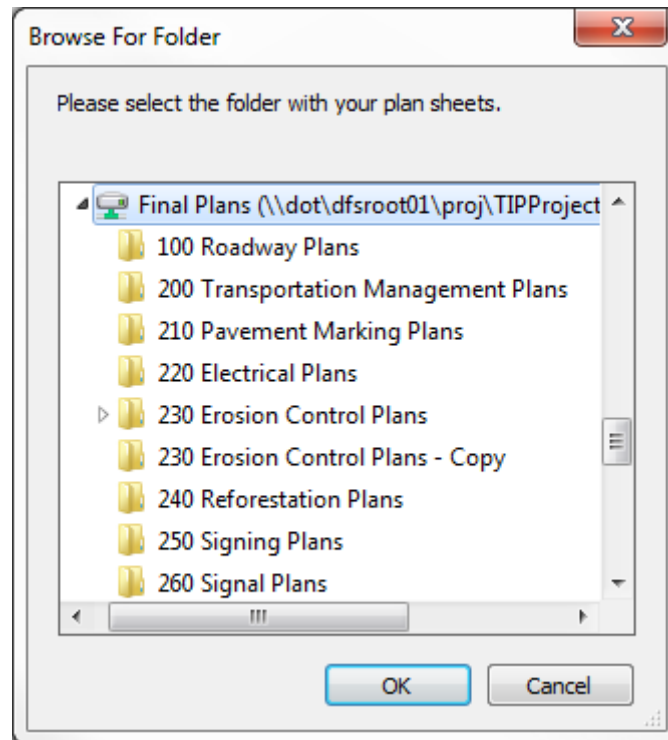 Browse For Folder
Please select the folder with your plan sheets.
Final Plans (\\dot\dfsroot01\proj\TIPProject
100 Roadway Plans
200 Transportation Management Plans
210 Pavement Marking Plans
220 Electrical Plans
230 Erosion Control Plans
230 Erosion Control Plans - Copy
240 Reforestation Plans
250 Signing Plans
260 Signal Plans
OK Cancel